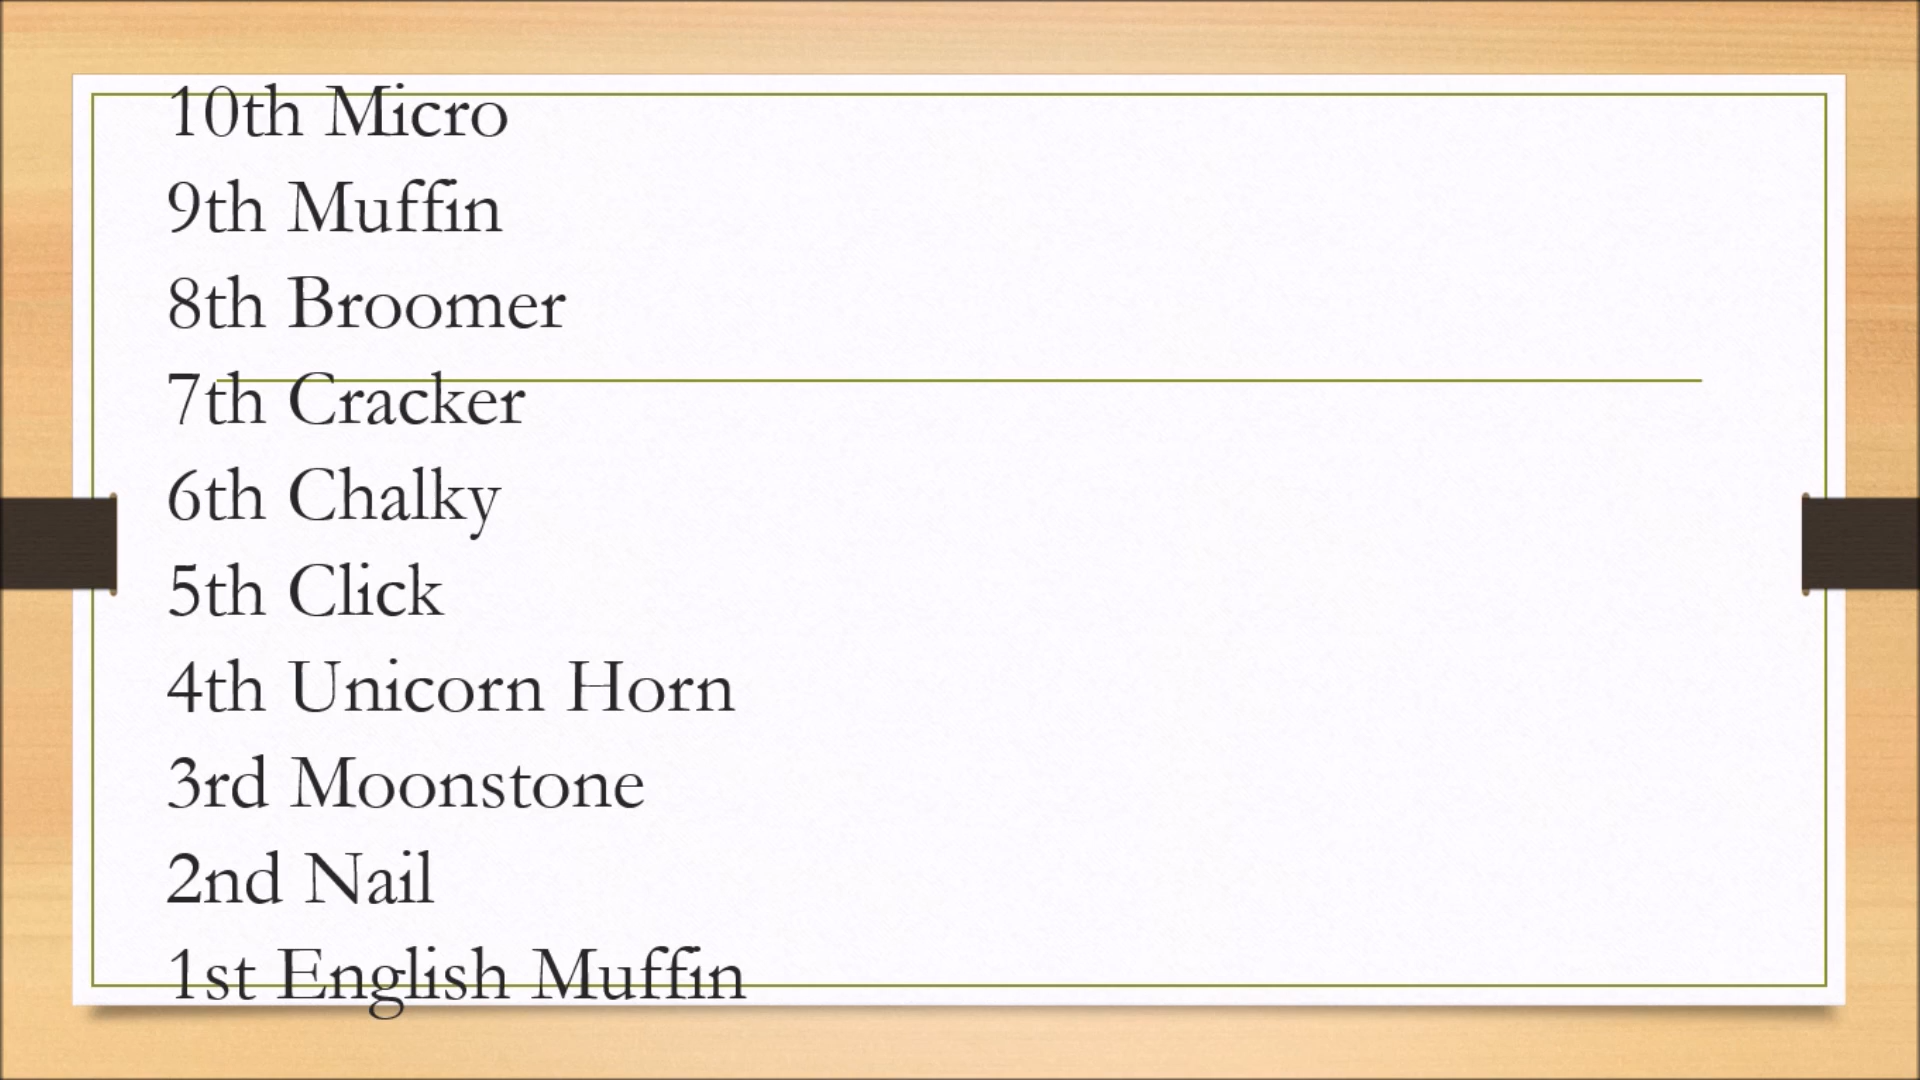 10th Micro
9th Muffin
8th Broomer
7th Cracker
6th Chalky
5th Click
4th Unicorn Horn
3rd Moonstone
2nd Nail
1st English Muffin